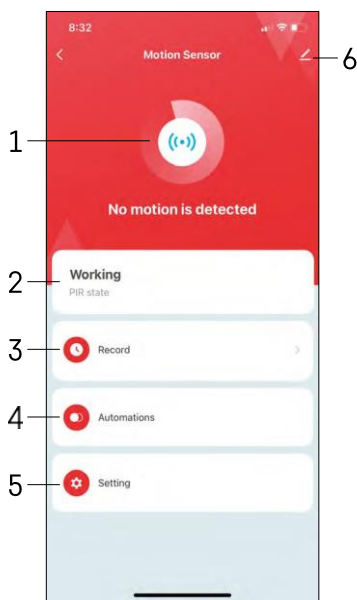 8:32
Motion Sensor
6
1
No motion is detected
2
Working
PIR state
3
Record
4
Automations
5
Setting